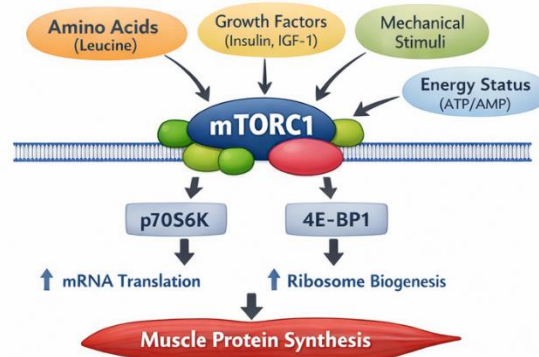 Amino Acids
(Leucine)
Growth Factors
(Insulin, IGF-1)
Mechanical
Stimuli
Energy Status
(ATP/AMP)
mTORC1
p70S6K
4E-BP1
mRNA Translation
Ribosome Biogenesis
Muscle Protein Synthesis